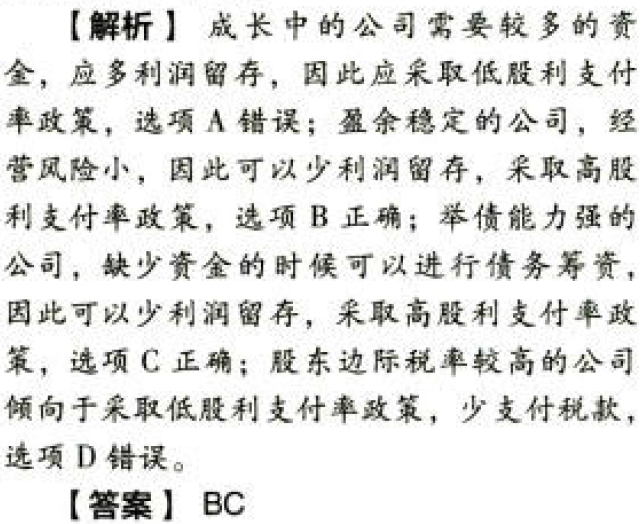 【解析】 成长中的公司需要较多的资
金，应多利润留存，因此应采取低股利支付
率政策，选项 A 错误；盈余稳定的公司，经
营风险小，因此可以少利润留存，采取高股
利支付率政策，选项 B 正确；举债能力强的
公司，缺少资金的时候可以进行债务筹资，
因此可以少利润留存，采取高股利支付率政
策，选项 C 正确；股东边际税率较高的公司
倾向于采取低股利支付率政策，少支付税款，
选项 D 错误。
【答案】 BC